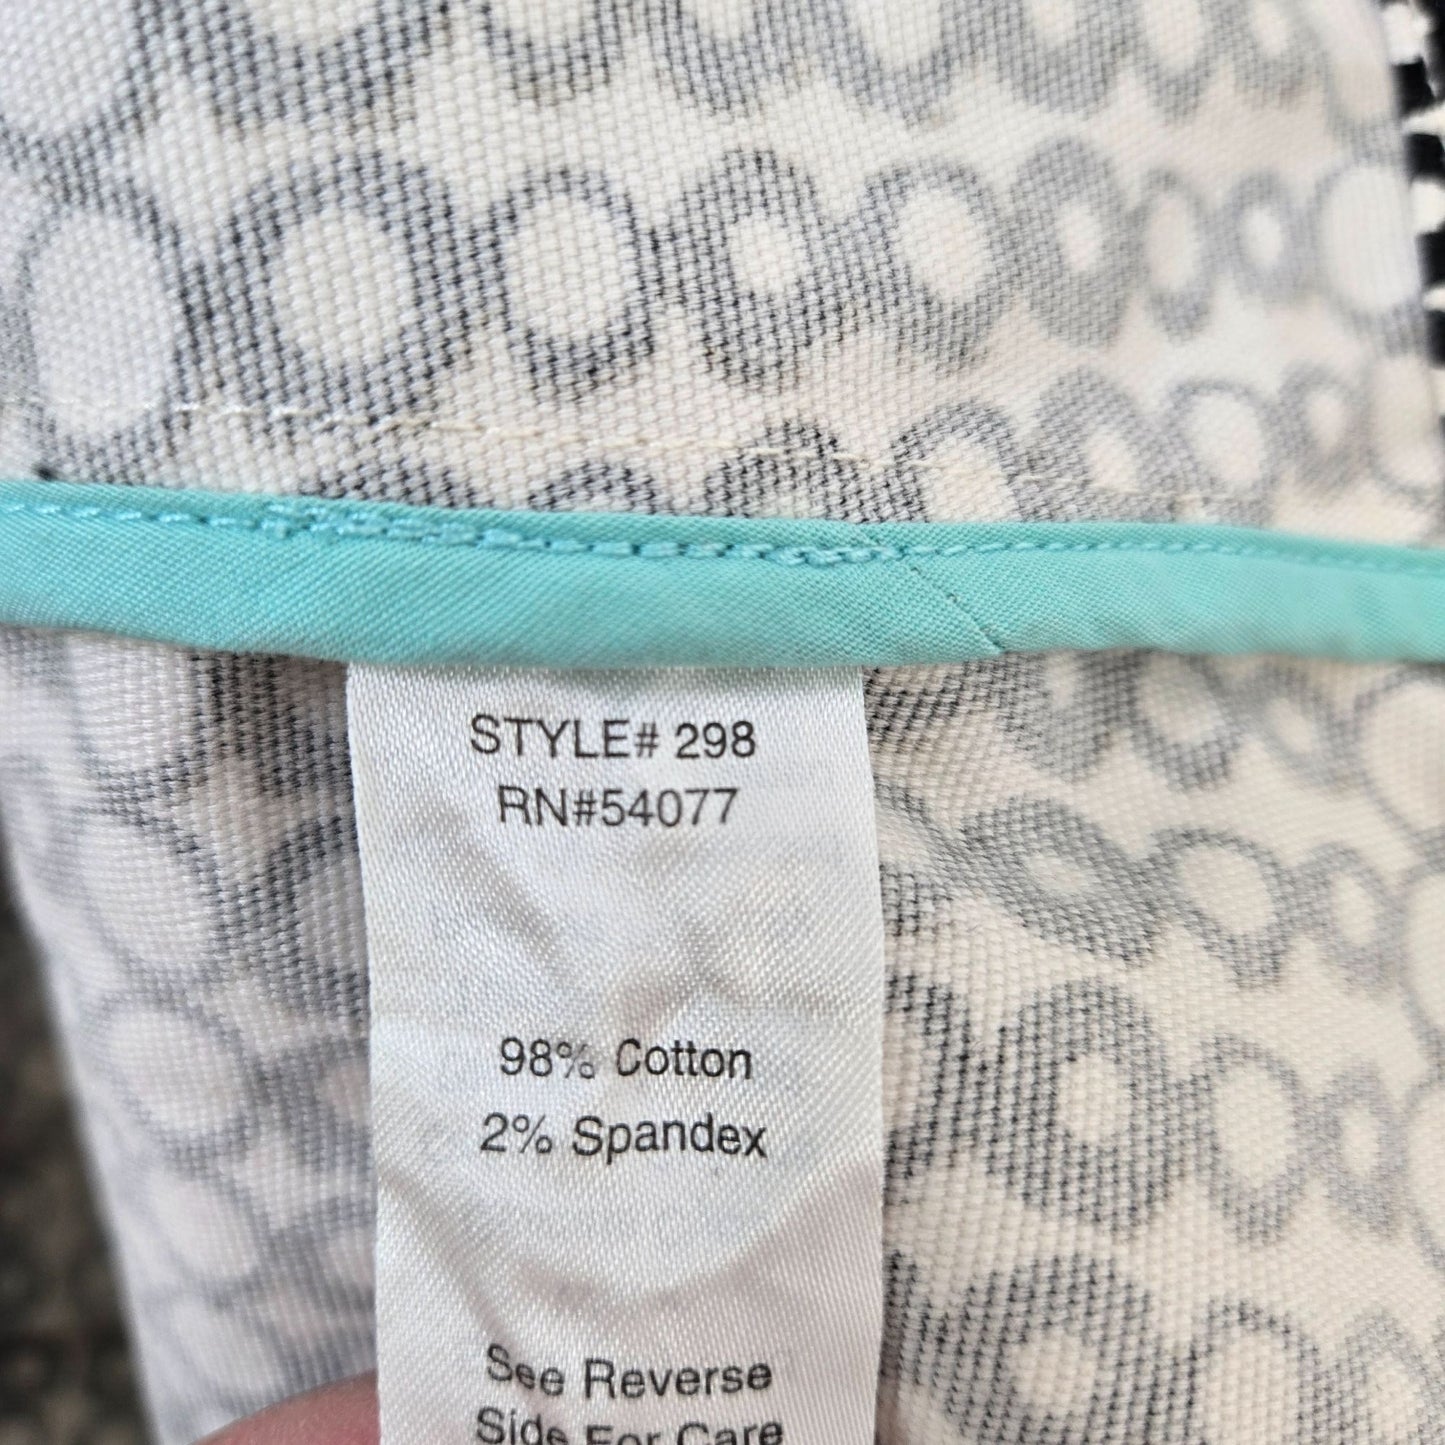 STYLE# 298
RN#54077
98% Cotton
2% Spandex
See Reverse
Side For Care